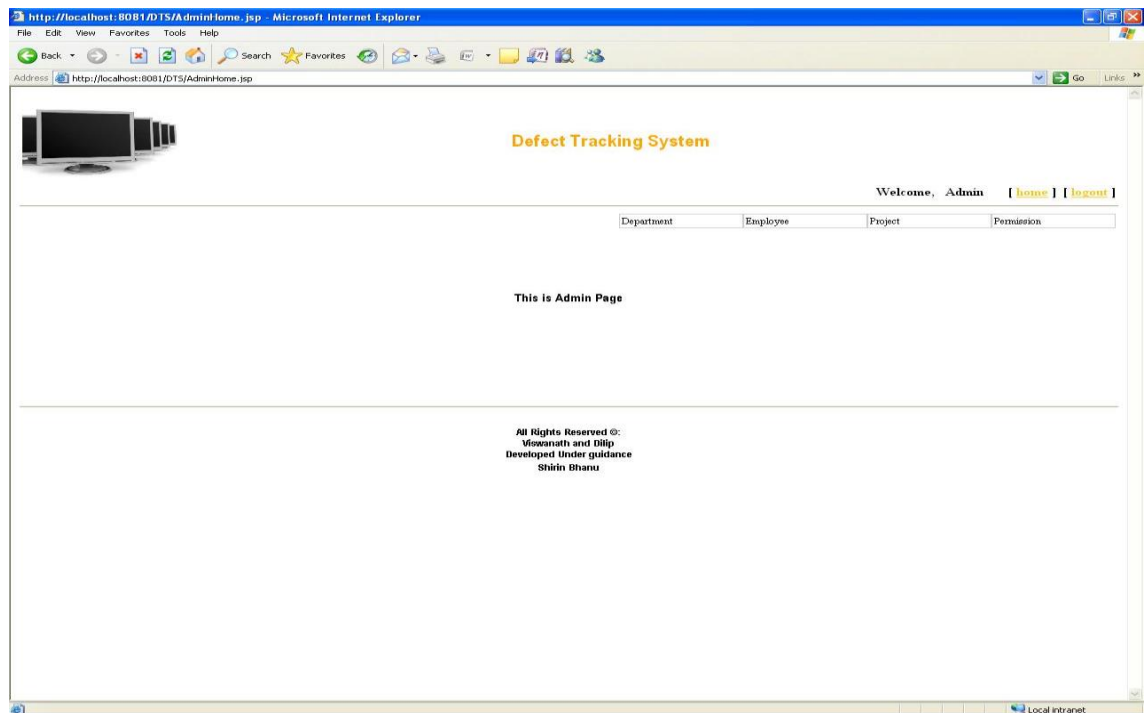 http://localhost:8081/DTS/AdminHome.jsp - Microsoft Internet Explorer
File Edit View Favorites Tools Help
Back Search Favorites
Address http://localhost:8081/DTS/AdminHome.jsp Go Links »
Defect Tracking System
Welcome, Admin [ home ] [ logout ]
Department Employee Project Permission
This is Admin Page
All Rights Reserved ©:
Viswanath and Dilip
Developed Under guidance
Shirin Bhanu
Local intranet